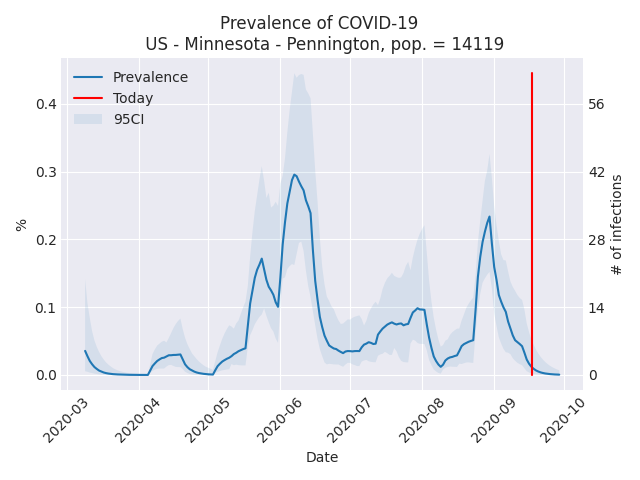 Prevalence of COVID-19
US - Minnesota - Pennington, pop. = 14119
Prevalence
Today
95CI
%
0.4
0.3
0.2
0.1
0.0
56
42
28
14
0
# of infections
2020-03
2020-04
2020-05
2020-06
2020-07
2020-08
2020-09
2020-10
Date